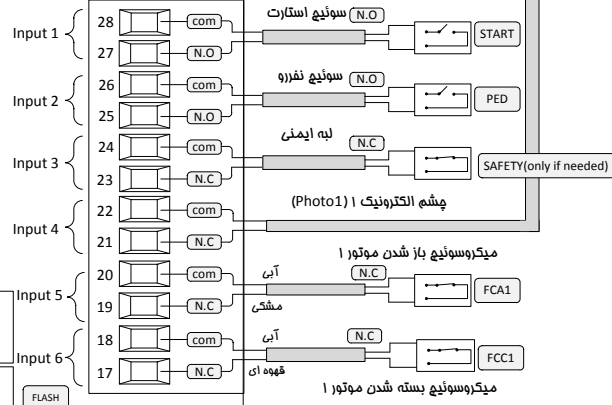 Input 1
28
com
27
N.O
سوئیچ استارت
N.O
START
Input 2
26
com
25
N.O
سوئیچ نفررو
N.O
PED
Input 3
24
com
23
N.C
لبه ایمنی
N.C
SAFETY(only if needed)
Input 4
22
com
21
N.C
چشم الکترونیک ۱ (Photo1)
میکروسوئیچ باز شدن موتور ۱
Input 5
20
com
19
N.C
آبی
مشکی
N.C
FCA1
Input 6
18
com
17
N.C
آبی
قهوه ای
N.C
FCC1
میکروسوئیچ بسته شدن موتور ۱
FLASH